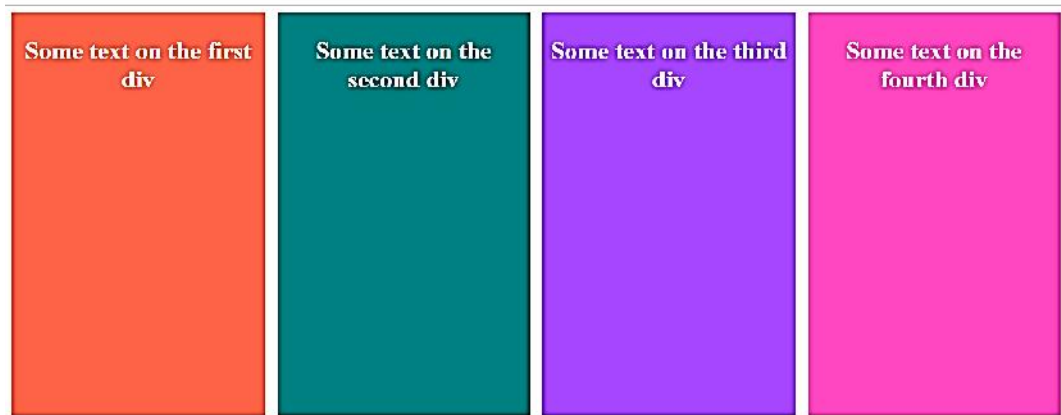 Some text on the first
div
Some text on the
second div
Some text on the third
div
Some text on the
fourth div